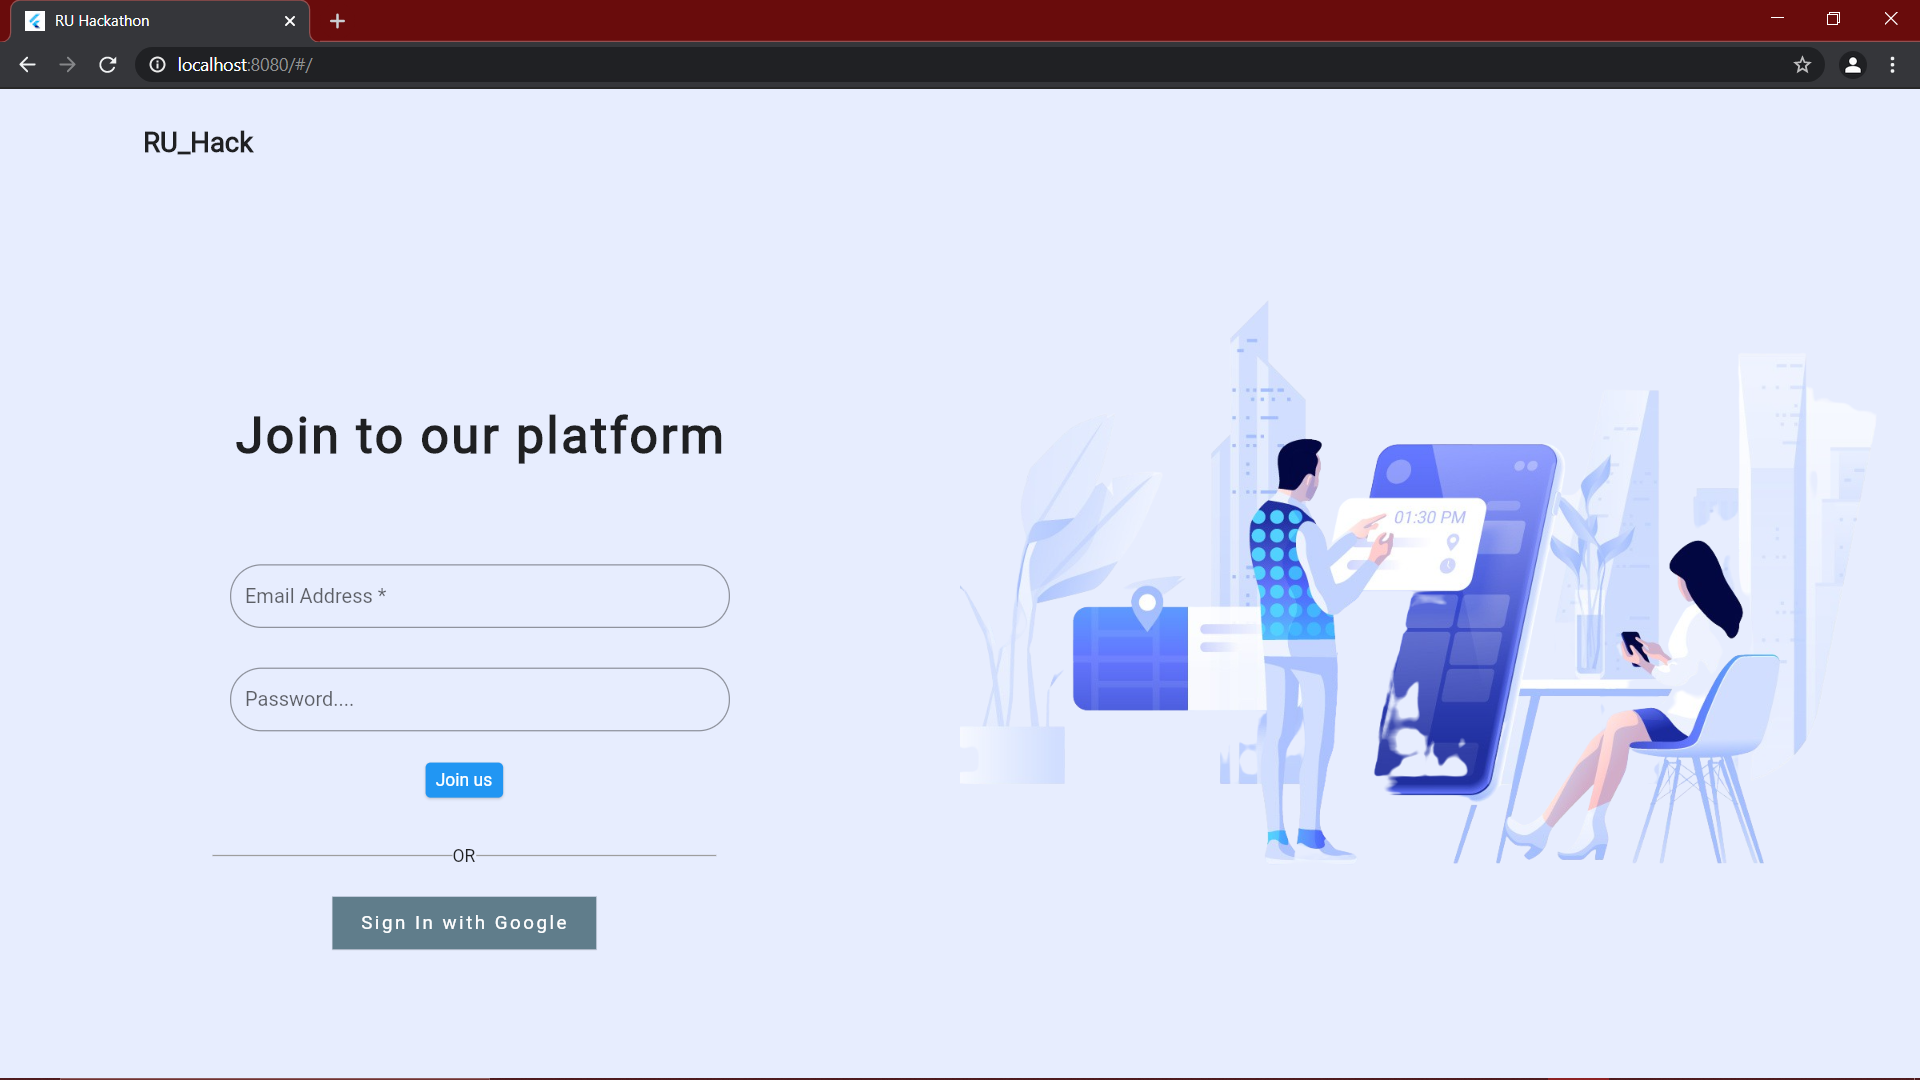 RU Hackathon
localhost:8080/#/
RU_Hack
Join to our platform
01:30 PM
Email Address *
Password....
Join us
OR
Sign In with Google